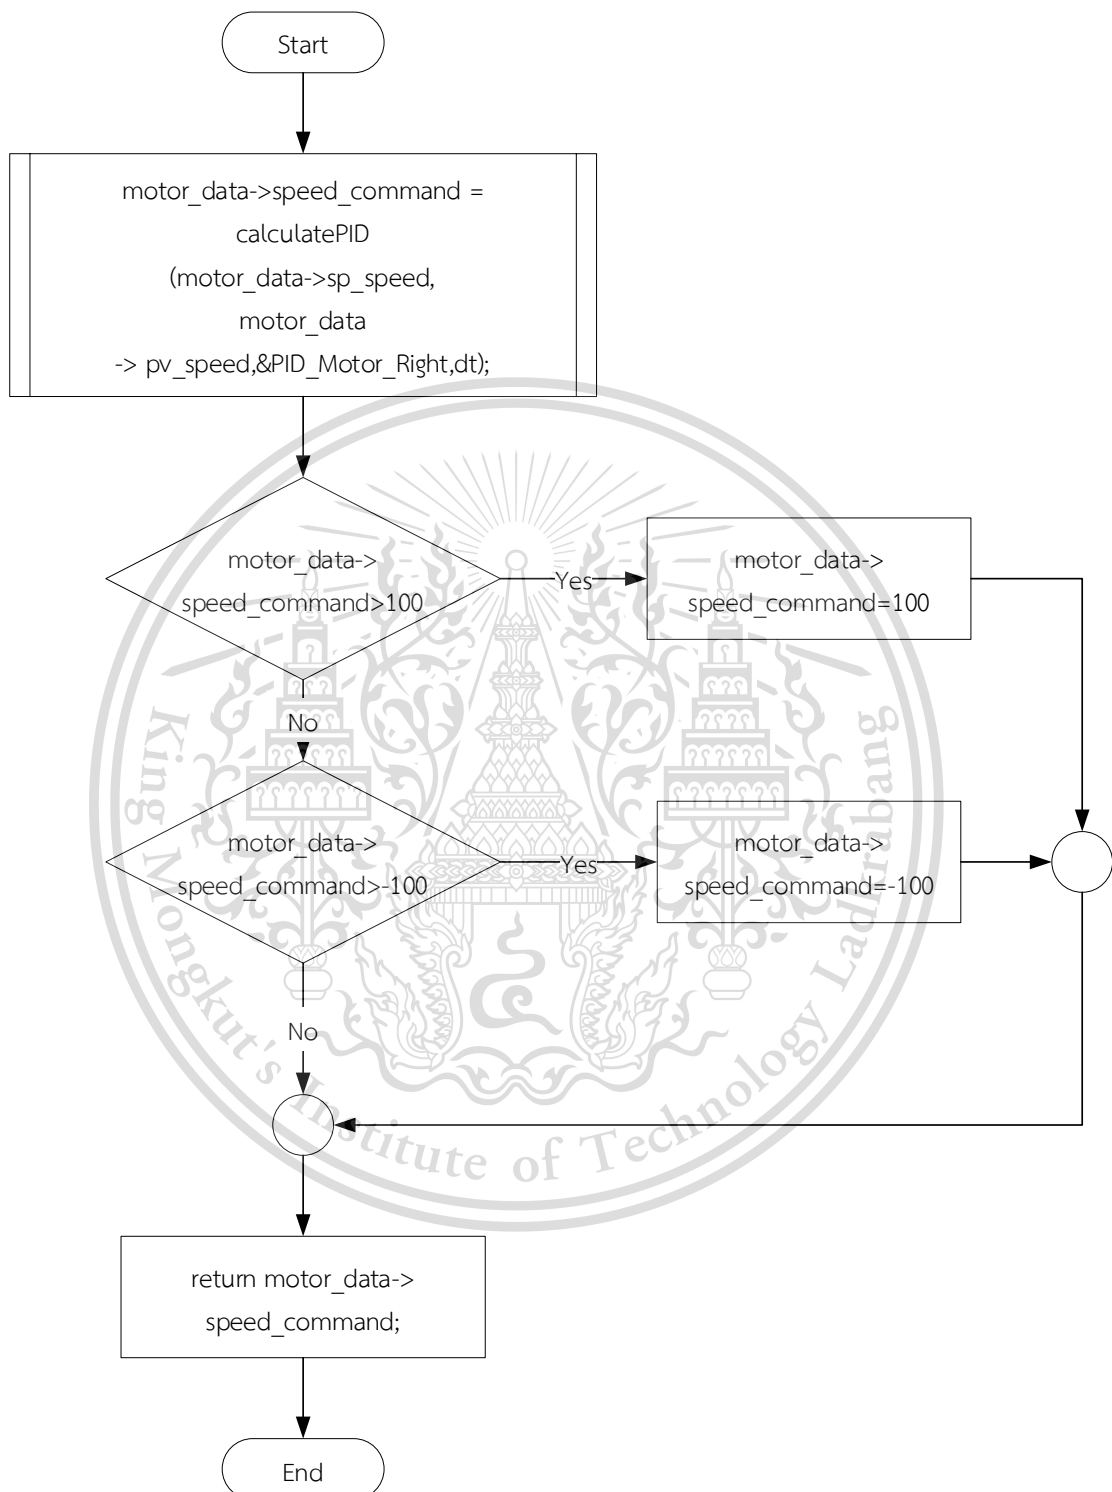 Start
motor_data->speed_command =
calculatePID
(motor_data->sp_speed,
motor_data
-> pv_speed,&PID_Motor_Right,dt);
motor_data->
speed_command>100
Yes
motor_data->
speed_command=100
No
motor_data->
speed_command>-100
Yes
motor_data->
speed_command=-100
No
return motor_data->
speed_command;
End
King Mongkut's Institute of Technology Ladkrabang